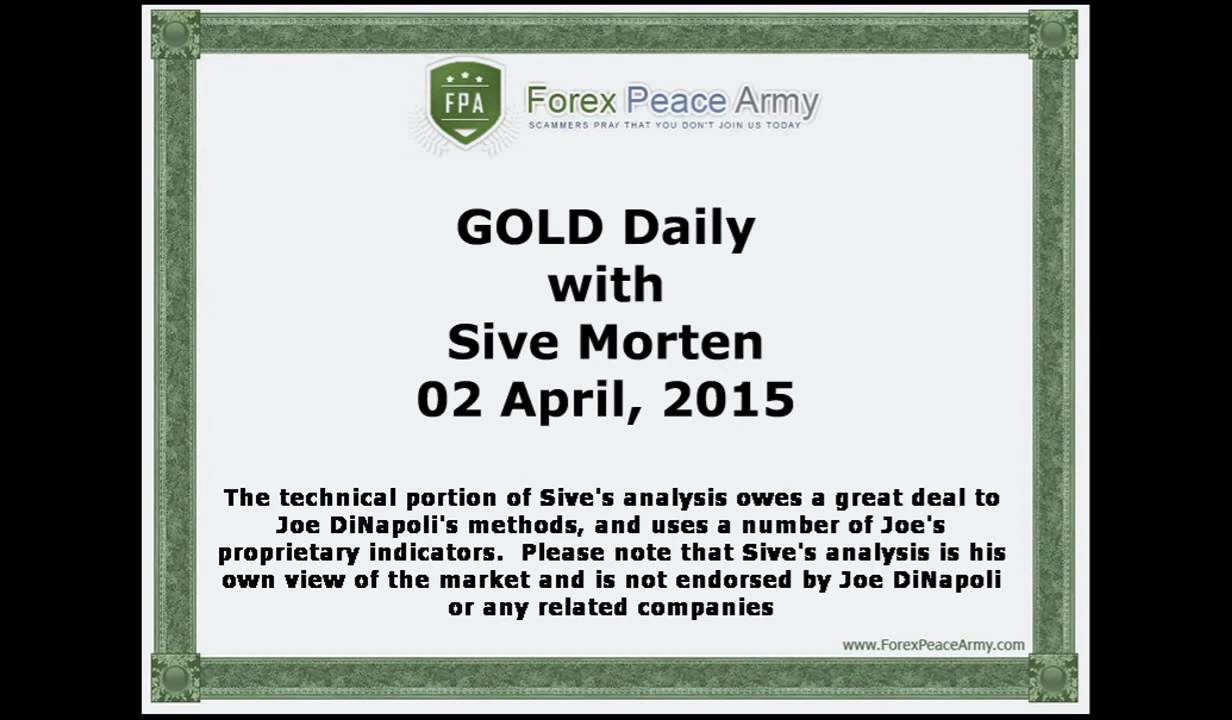 FPA
Forex Peace Army
SCAMMERS PRAY THAT YOU DON'T JOIN US TODAY
GOLD Daily
with
Sive Morten
02 April, 2015
The technical portion of Sive's analysis owes a great deal to
Joe DiNapoli's methods, and uses a number of Joe's
proprietary indicators.  Please note that Sive's analysis is his
own view of the market and is not endorsed by Joe DiNapoli
or any related companies
www.ForexPeaceArmy.com